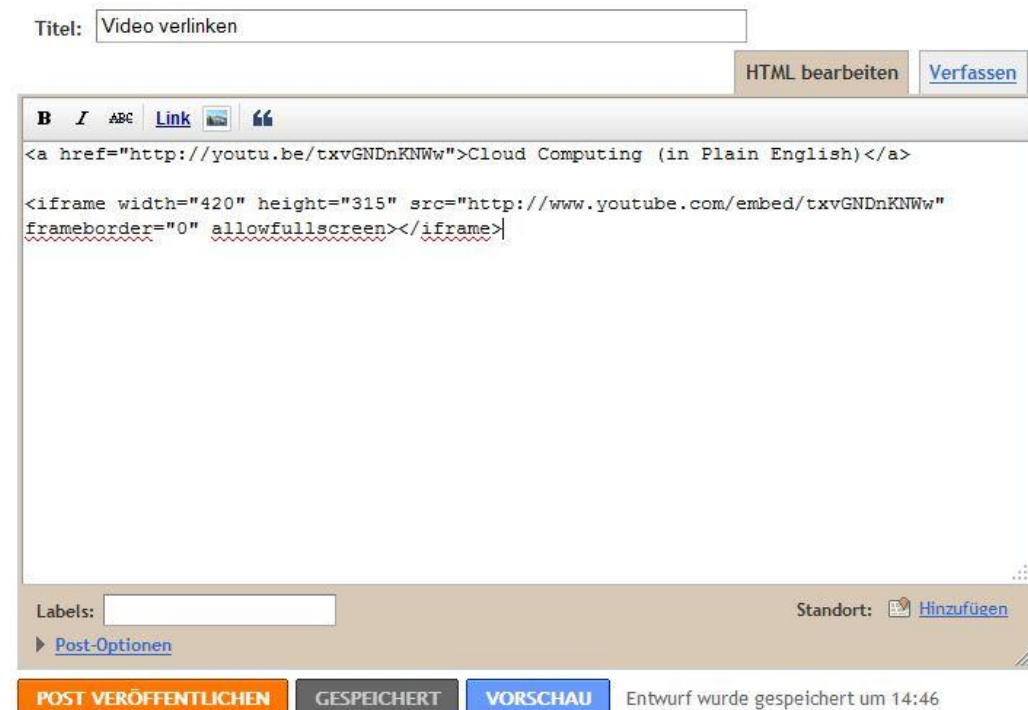 Titel: Video verlinken
HTML bearbeiten Verfassen
B I ABC Link “
<a href="http://youtu.be/txvGNDnKNWw">Cloud Computing (in Plain English)</a>
<iframe width="420" height="315" src="http://www.youtube.com/embed/txvGNDnKNWw"
frameborder="0" allowfullscreen></iframe>
Labels: Standort: Hinzufügen
Post-Optionen
POST VERÖFFENTLICHEN GESPEICHERT VORSCHAU Entwurf wurde gespeichert um 14:46